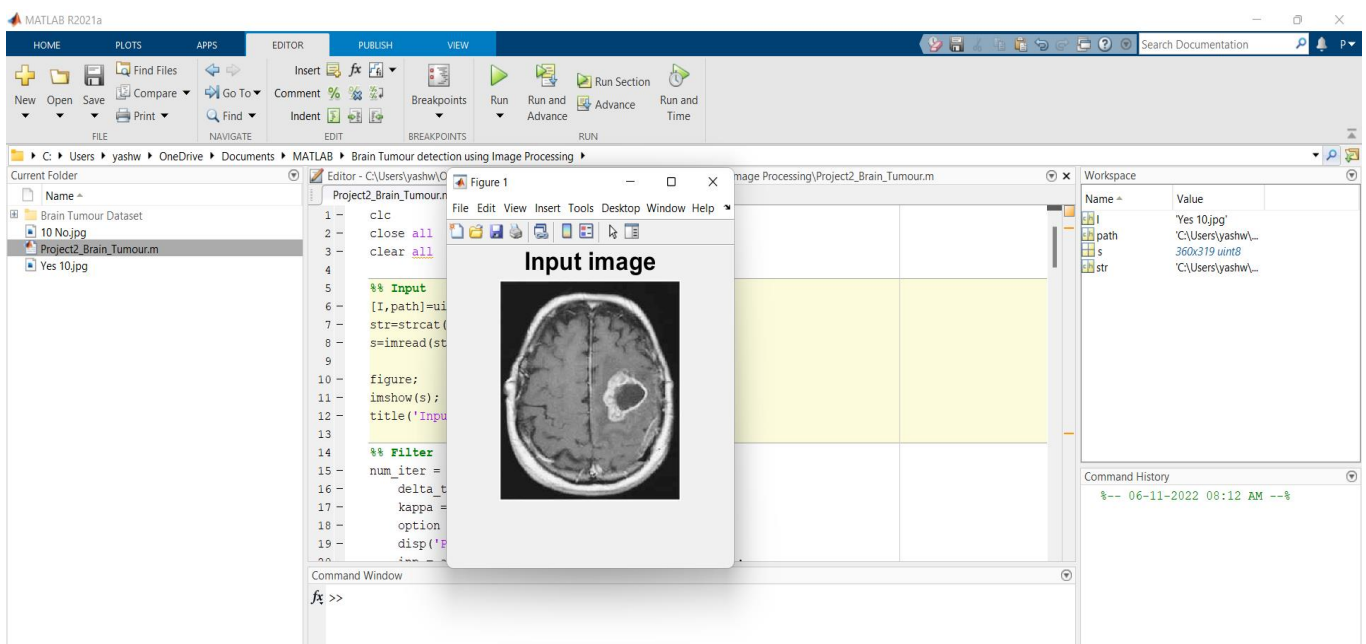 MATLAB R2021a
HOME PLOTS APPS EDITOR PUBLISH VIEW
Search Documentation
P
New Open Save
Find Files
Compare
Print
Go To
Find
Insert fx
Comment %
Indent
Breakpoints
Run
Run and Advance
Run Section
Advance
Run and Time
FILE NAVIGATE EDIT BREAKPOINTS RUN
C: Users yashw OneDrive Documents MATLAB Brain Tumour detection using Image Processing
Current Folder
Name
Brain Tumour Dataset
10 No.jpg
Project2_Brain_Tumour.m
Yes 10.jpg
Editor - C:\Users\yashw\O
mage Processing\Project2_Brain_Tumour.m
Project2_Brain_Tumour.m
1 - clc
2 - close all
3 - clear all
4
5 %% Input
6 - [I,path]=ui
7 - str=strcat(
8 - s=imread(st
9
10 - figure;
11 - imshow(s);
12 - title('Inpu
13
14 %% Filter
15 - num_iter =
16 - delta_t
17 - kappa =
18 - option
19 - disp('P
Figure 1
File Edit View Insert Tools Desktop Window Help
Input image
Command Window
fx >>
Workspace
Name Value
I 'Yes 10.jpg'
path 'C:\Users\yashw\...
s 360x319 uint8
str 'C:\Users\yashw\...
Command History
%-- 06-11-2022 08:12 AM --%